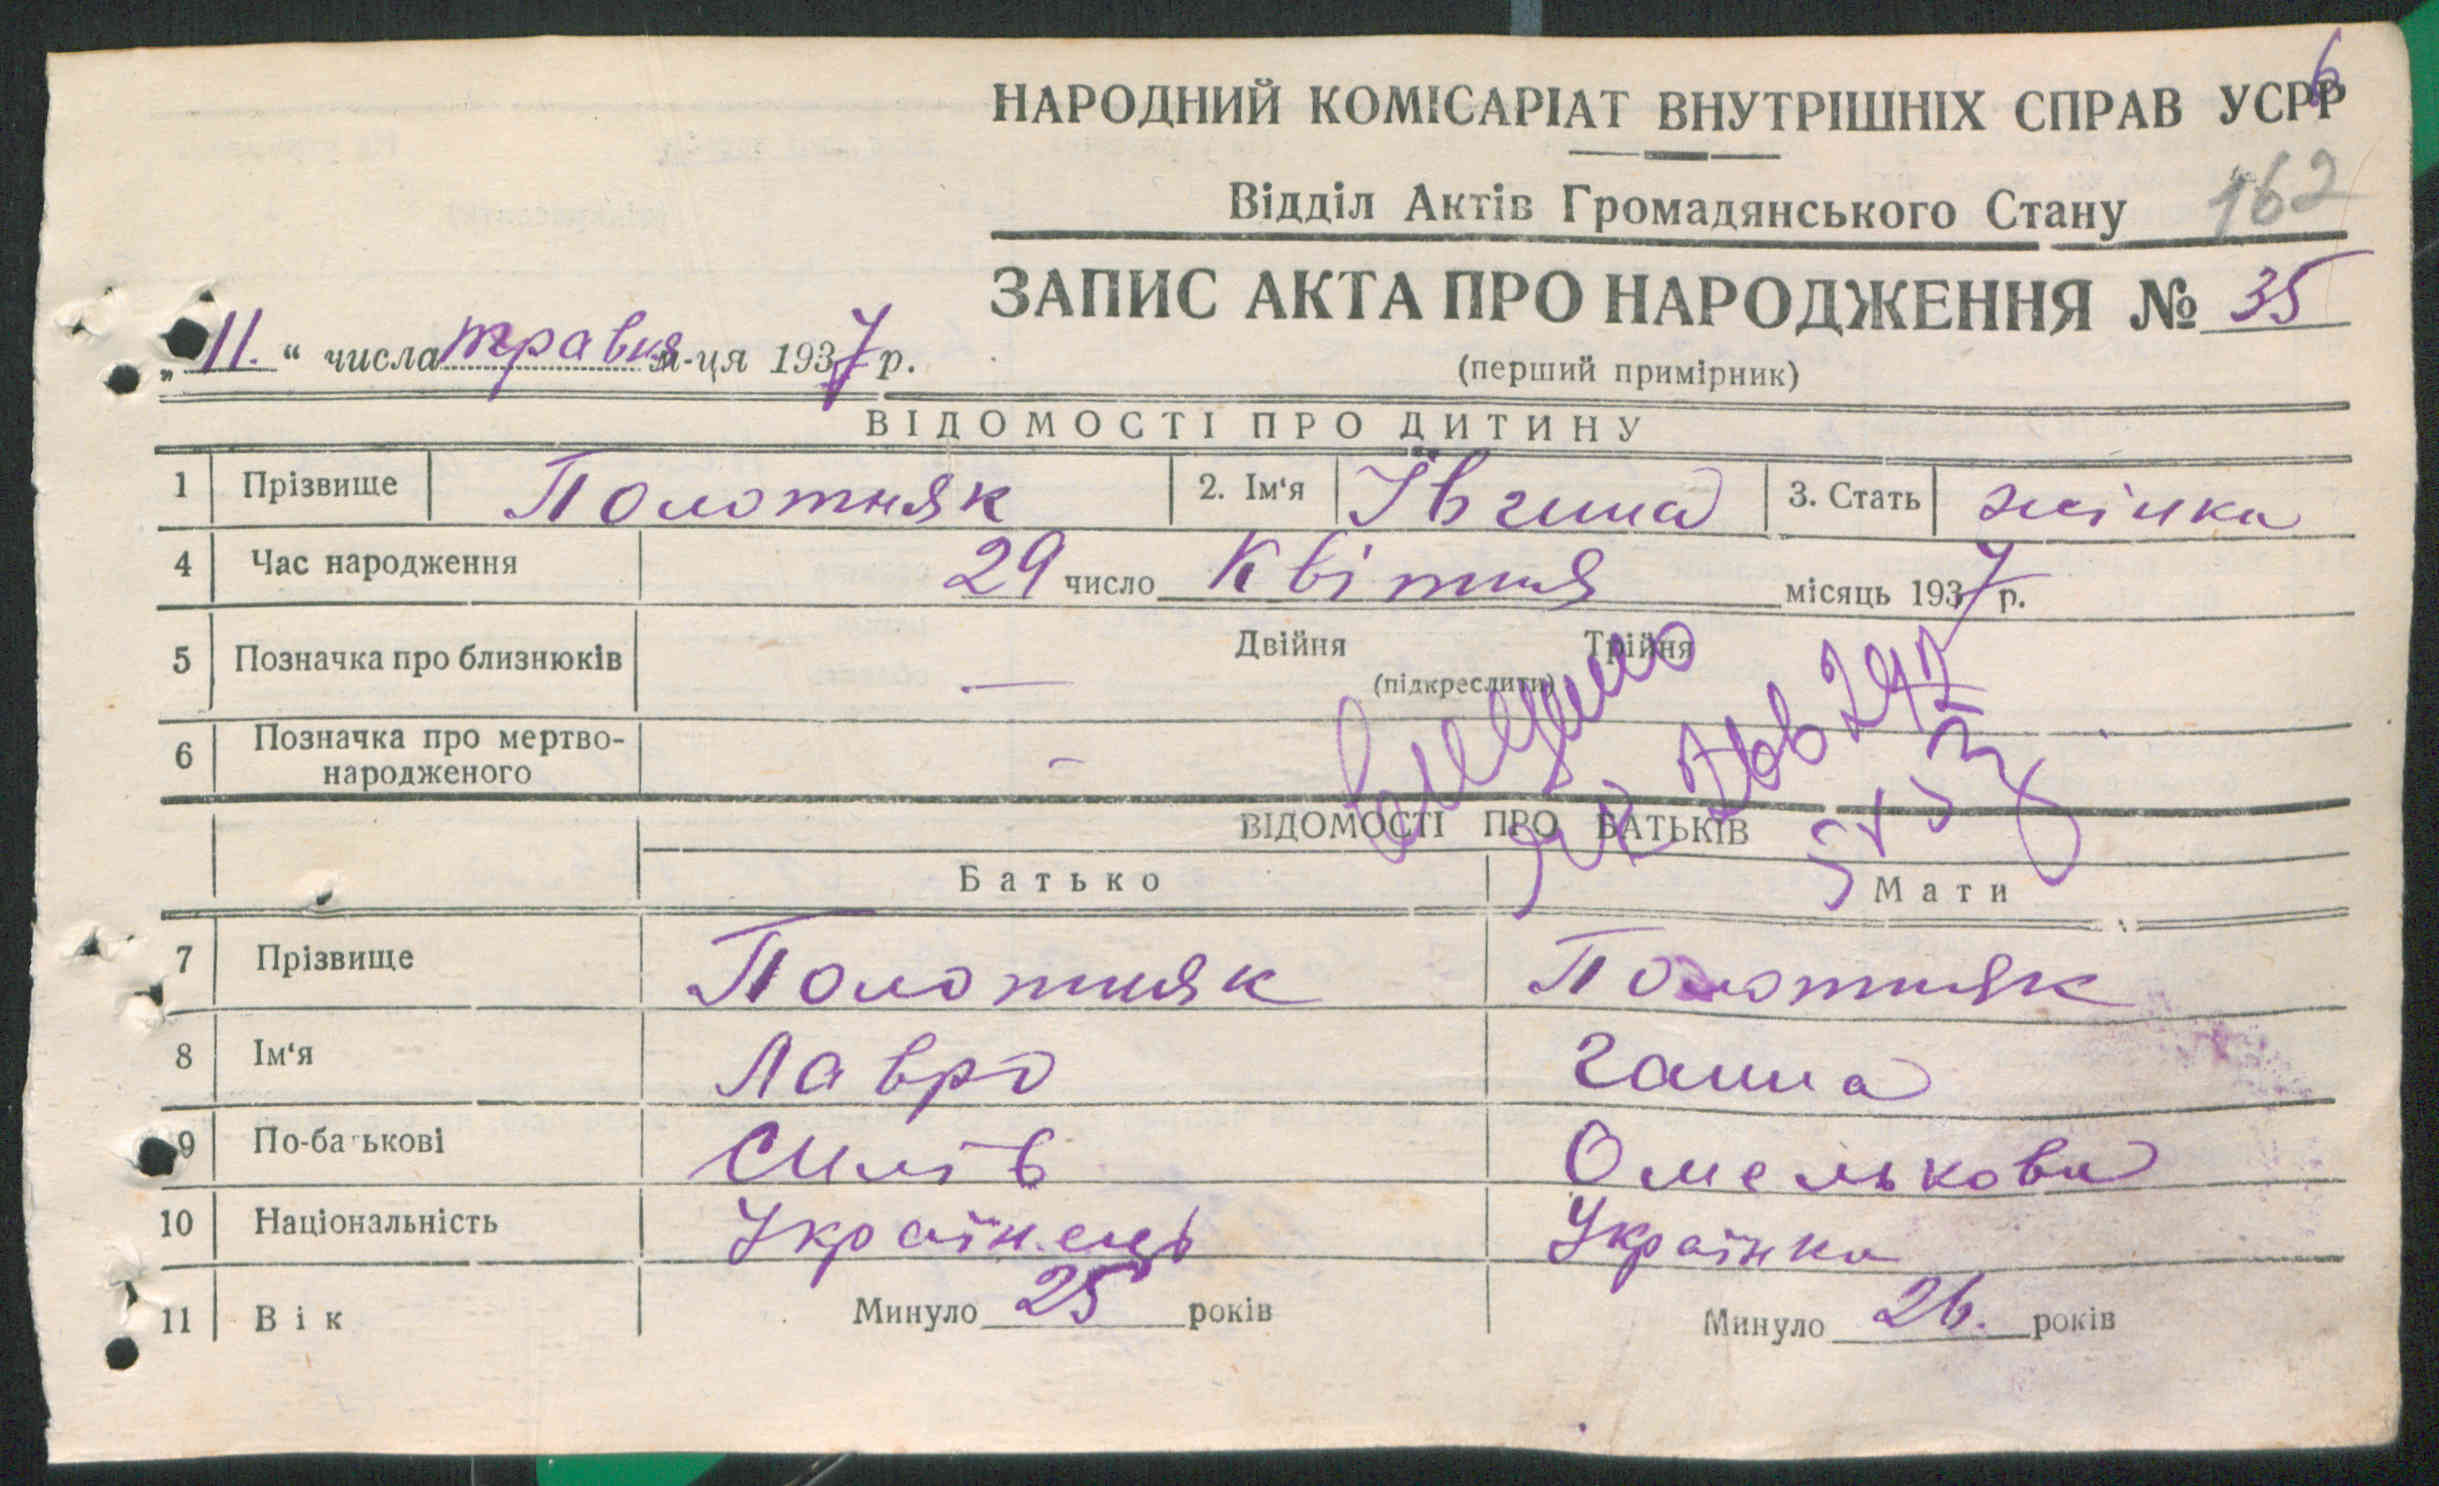 6
НАРОДНИЙ КОМІСАРІАТ ВНУТРІШНІХ СПРАВ УСРР
Відділ Актів Громадянського Стану 162
ЗАПИС АКТА ПРО НАРОДЖЕННЯ № 35
„11.“ числа травня м-ця 1937 р.
(перший примірник)
ВІДОМОСТІ ПРО ДИТИНУ
1 Прізвище Полотняк 2. Ім‘я Івгина 3. Стать жінка
4 Час народження 29 число Квітня місяць 1937 р.
5 Позначка про близнюків — Двійня Трійня
(підкреслити)
6 Позначка про мертво-
народженого —
ВІДОМОСТІ ПРО БАТЬКІВ
Батько Мати
7 Прізвище Полотняк Полотняк
8 Ім‘я Лавро Ганна
9 По-батькові Силів Омелькова
10 Національність Українець Українка
11 Вік Минуло 25 років Минуло 26. років